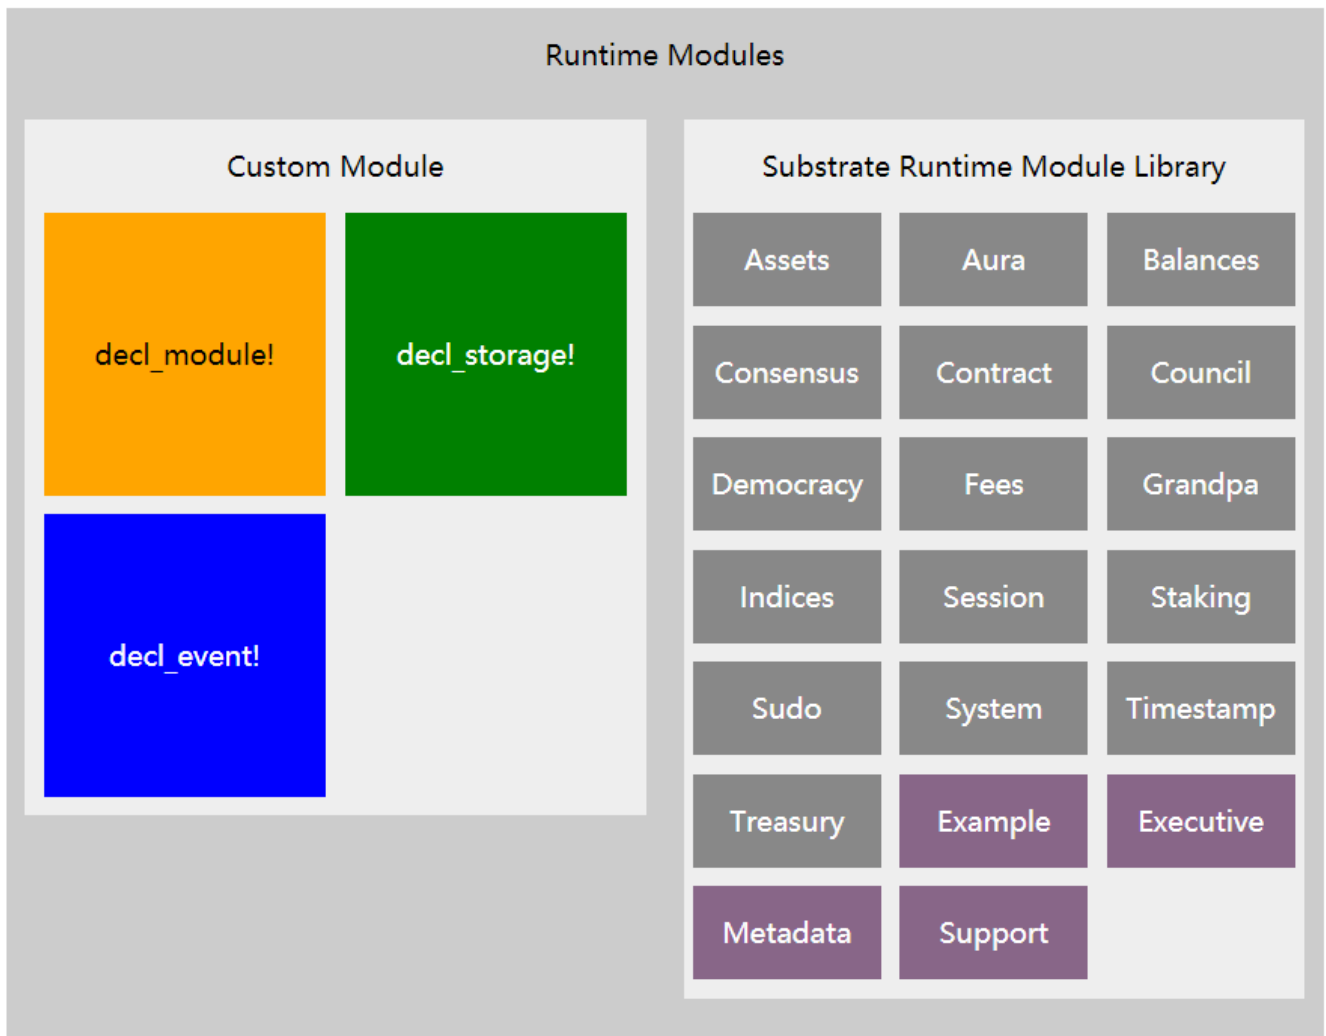 Runtime Modules
Custom Module
decl_module!
decl_storage!
decl_event!
Substrate Runtime Module Library
Assets
Aura
Balances
Consensus
Contract
Council
Democracy
Fees
Grandpa
Indices
Session
Staking
Sudo
System
Timestamp
Treasury
Example
Executive
Metadata
Support